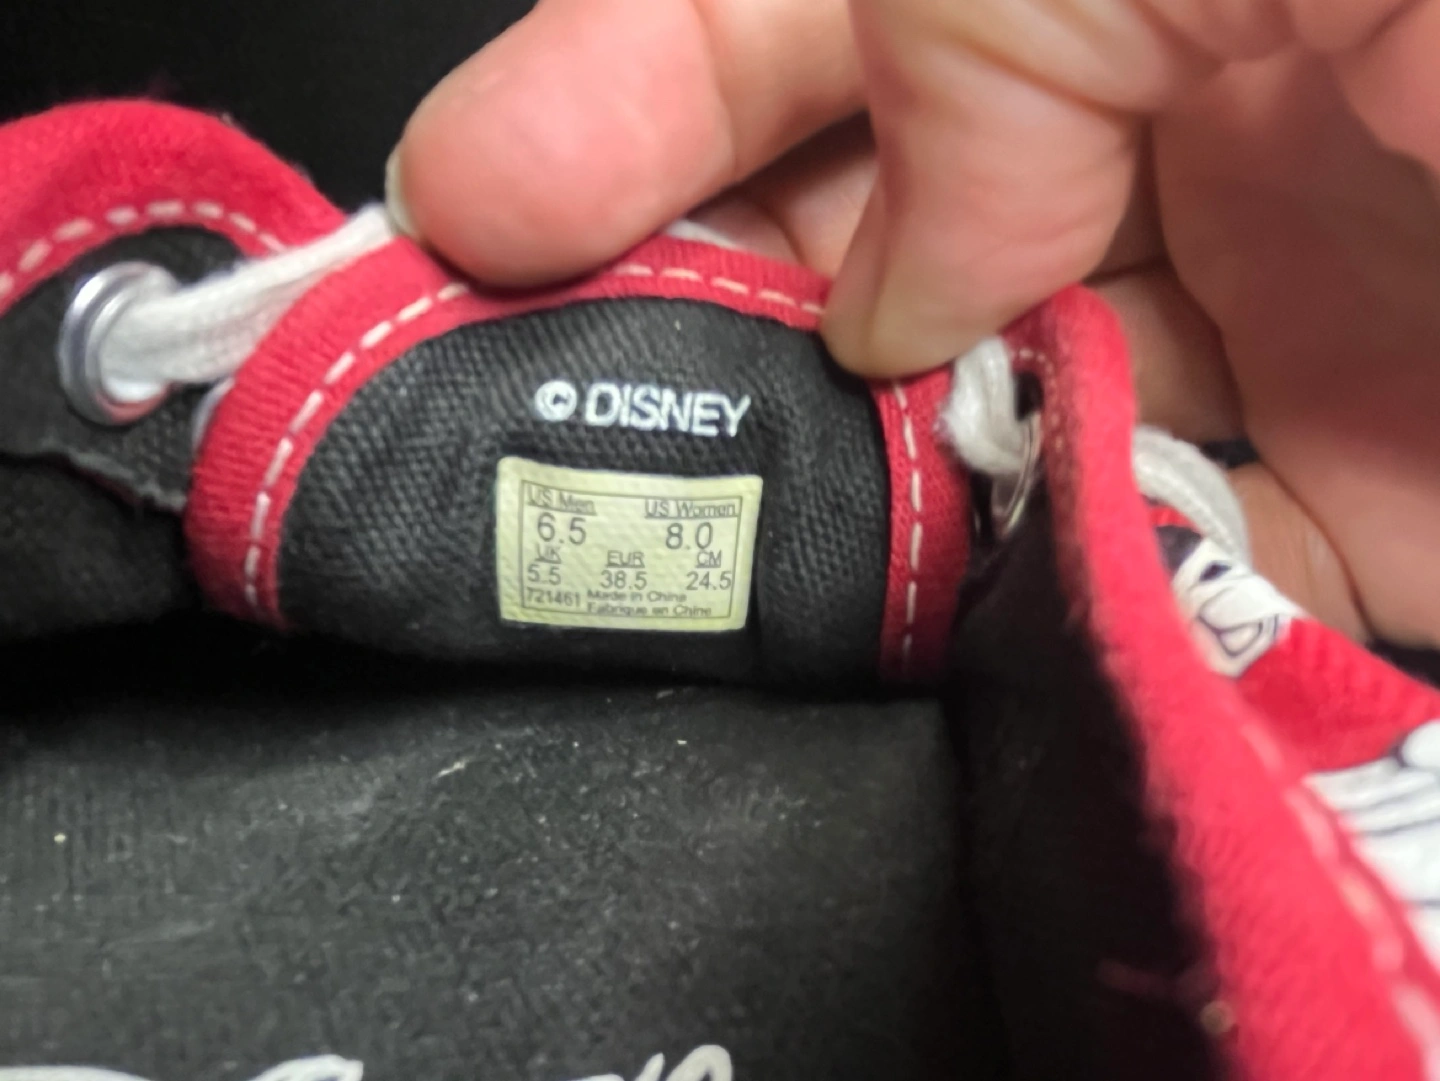 © DISNEY
US Men US Women
6.5 8.0
UK EUR CM
5.5 38.5 24.5
721461 Made in China
Fabrique en Chine